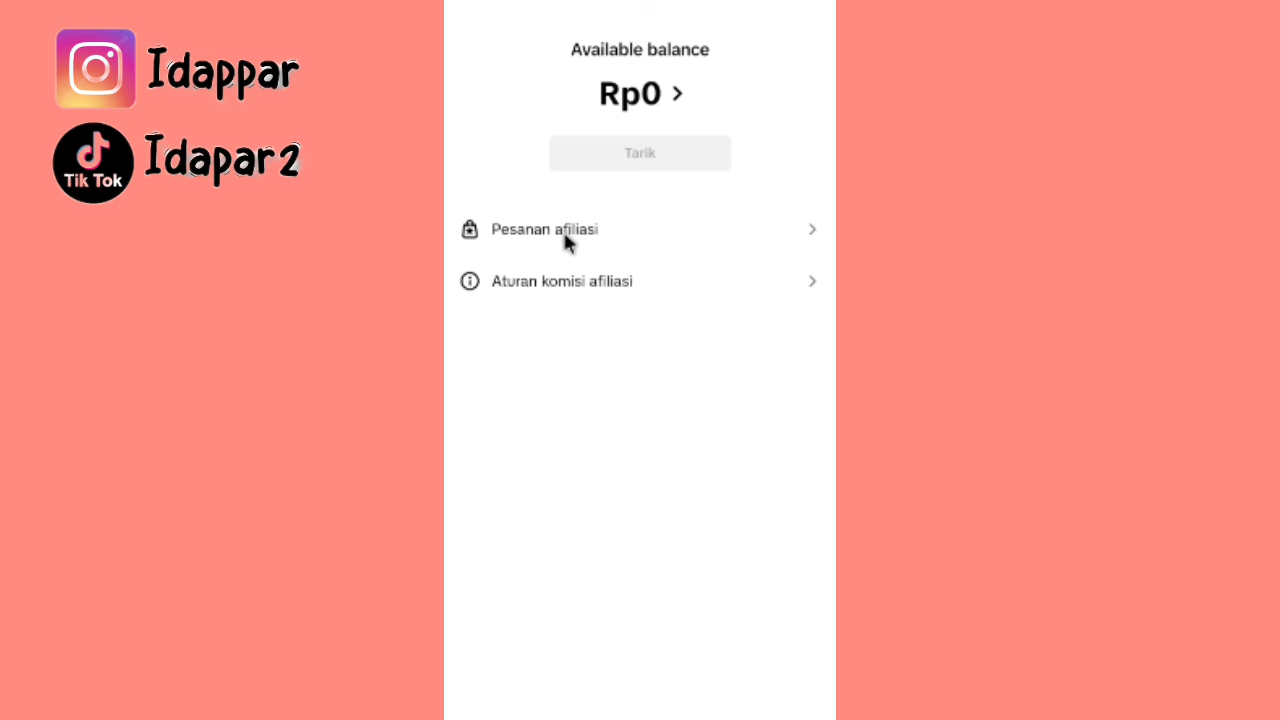 Idappar
Tik Tok
Idapar2
Available balance
Rp0
Tarik
Pesanan afiliasi
Aturan komisi afiliasi